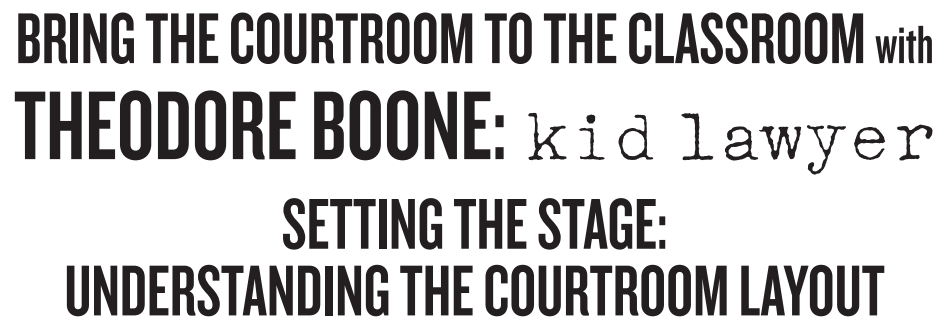 BRING THE COURTROOM TO THE CLASSROOM with
THEODORE BOONE: kid lawyer
SETTING THE STAGE:
UNDERSTANDING THE COURTROOM LAYOUT